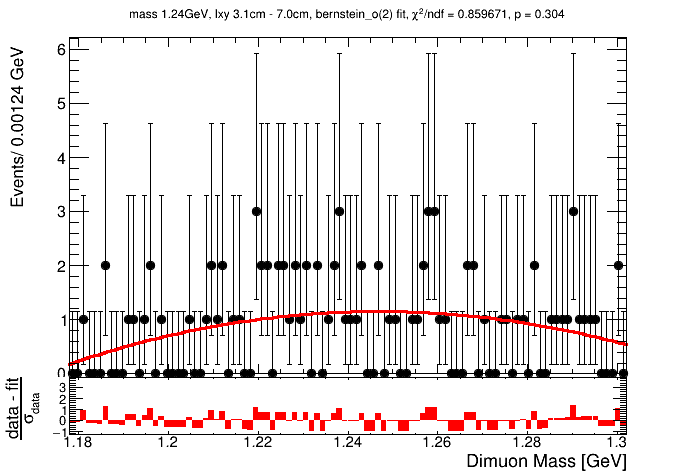 mass 1.24GeV, lxy 3.1cm - 7.0cm, bernstein_o(2) fit, χ²/ndf = 0.859671, p = 0.304
Events/ 0.00124 GeV
6
5
4
3
2
1
0
data - fit
σdata
3
2
1
0
−1
1.18 1.2 1.22 1.24 1.26 1.28 1.3
Dimuon Mass [GeV]